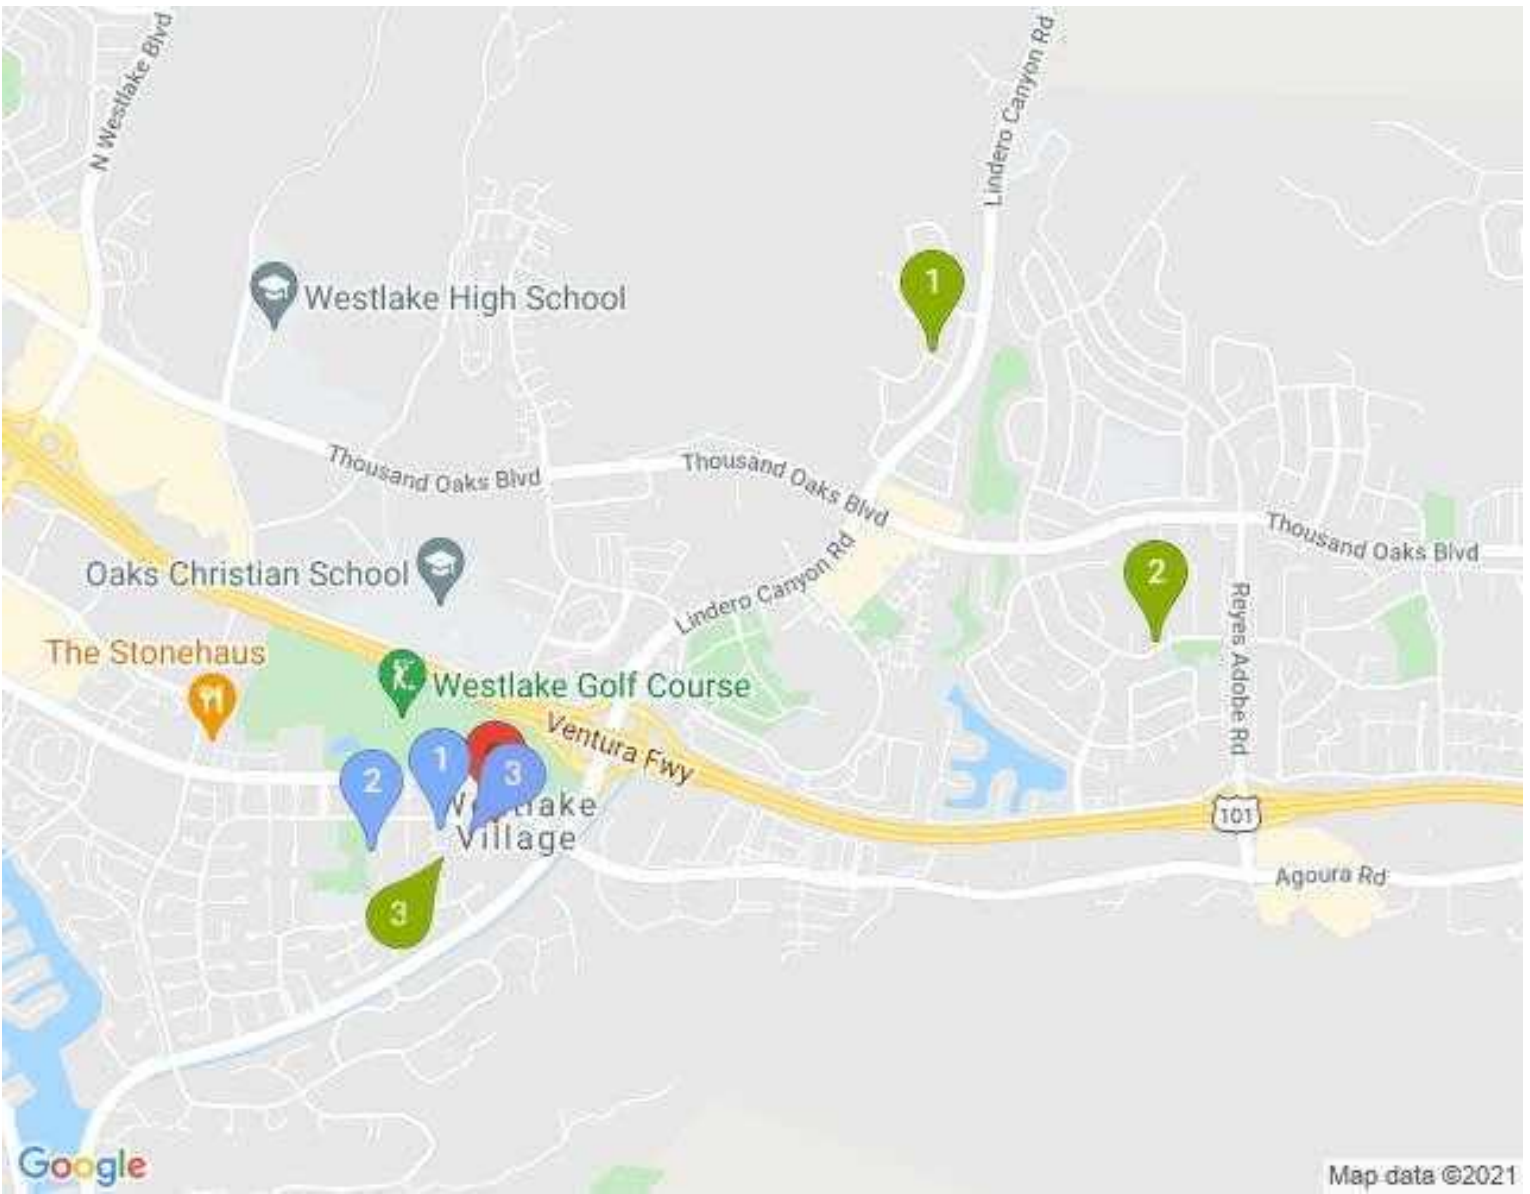 N Westlake Blvd
Lindero Canyon Rd
1
Westlake High School
Thousand Oaks Blvd
Thousand Oaks Blvd
Thousand Oaks Blvd
Lindero Canyon Rd
2
Oaks Christian School
Reyes Adobe Rd
The Stonehaus
Westlake Golf Course
Ventura Fwy
1
2
3
Westlake
Village
101
Agoura Rd
3
Google
Map data ©2021